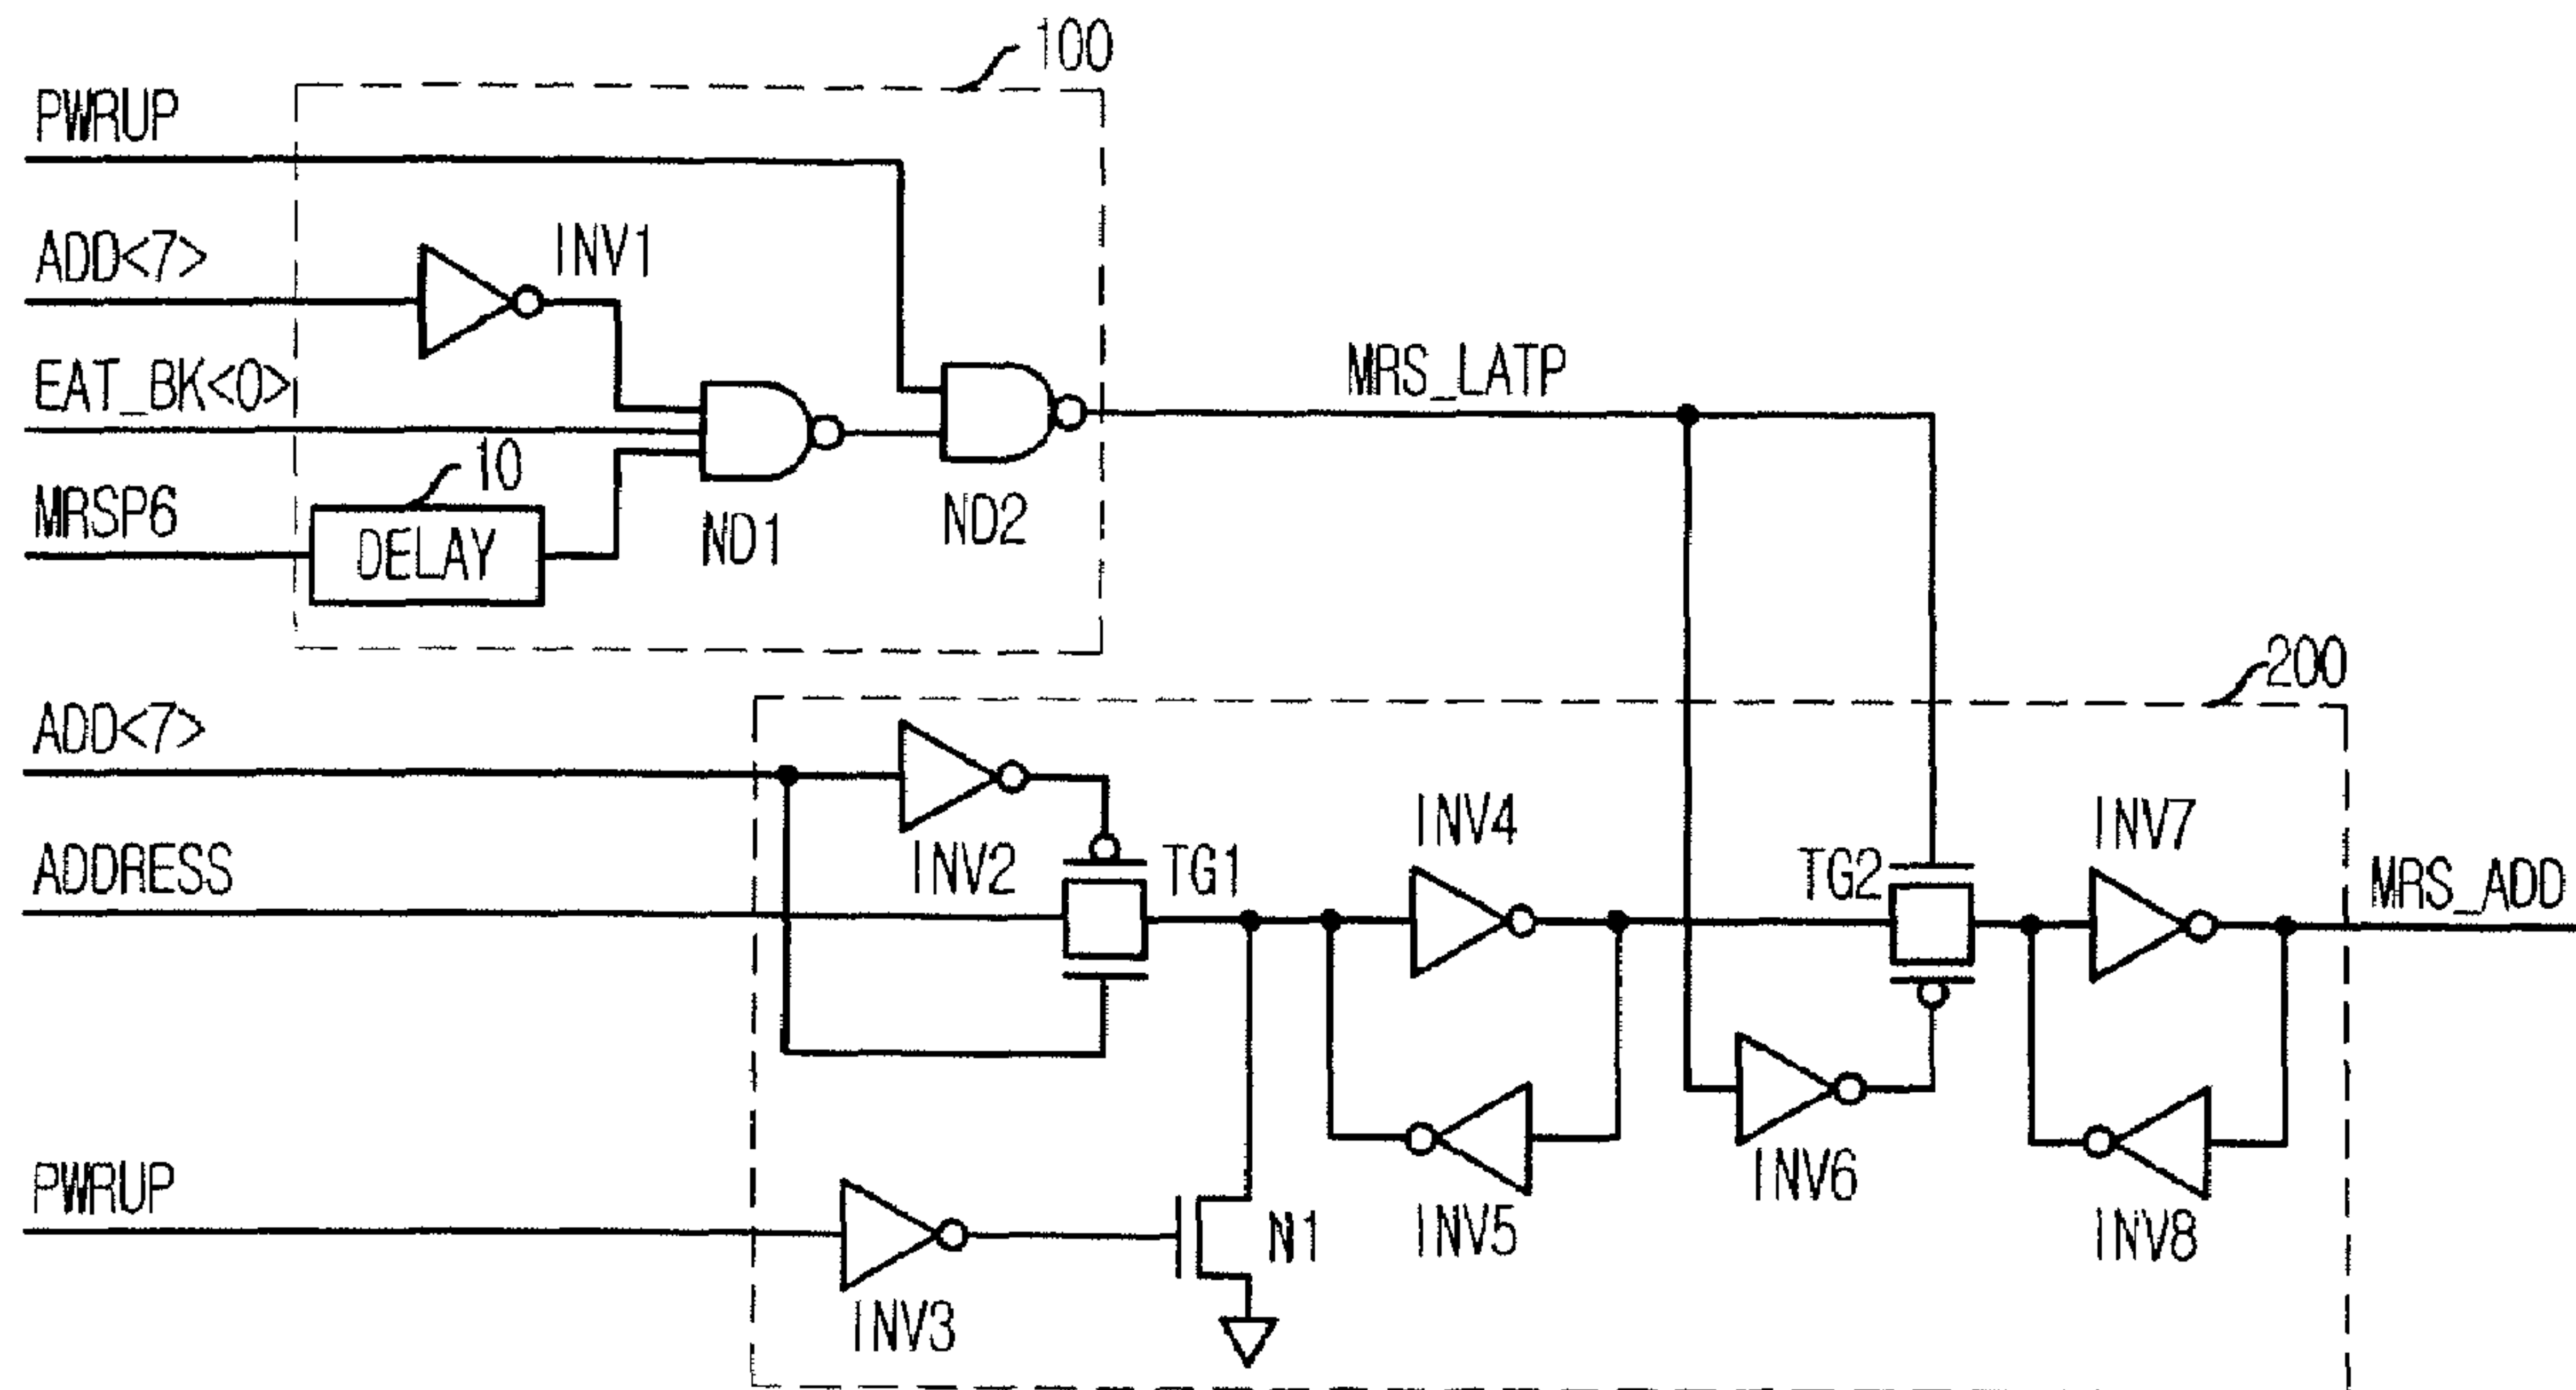 100
PWRUP
ADD<7>
INV1
EAT_BK<0>
MRS_LATP
10
MRSP6
DELAY
ND1
ND2
200
ADD<7>
INV4
INV7
ADDRESS
INV2
TG1
TG2
MRS_ADD
PWRUP
N1
INV5
INV6
INV8
INV3